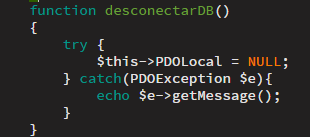 function desconectarDB()
{
try {
$this->PDOLocal = NULL;
} catch(PDOException $e){
echo $e->getMessage();
}
}